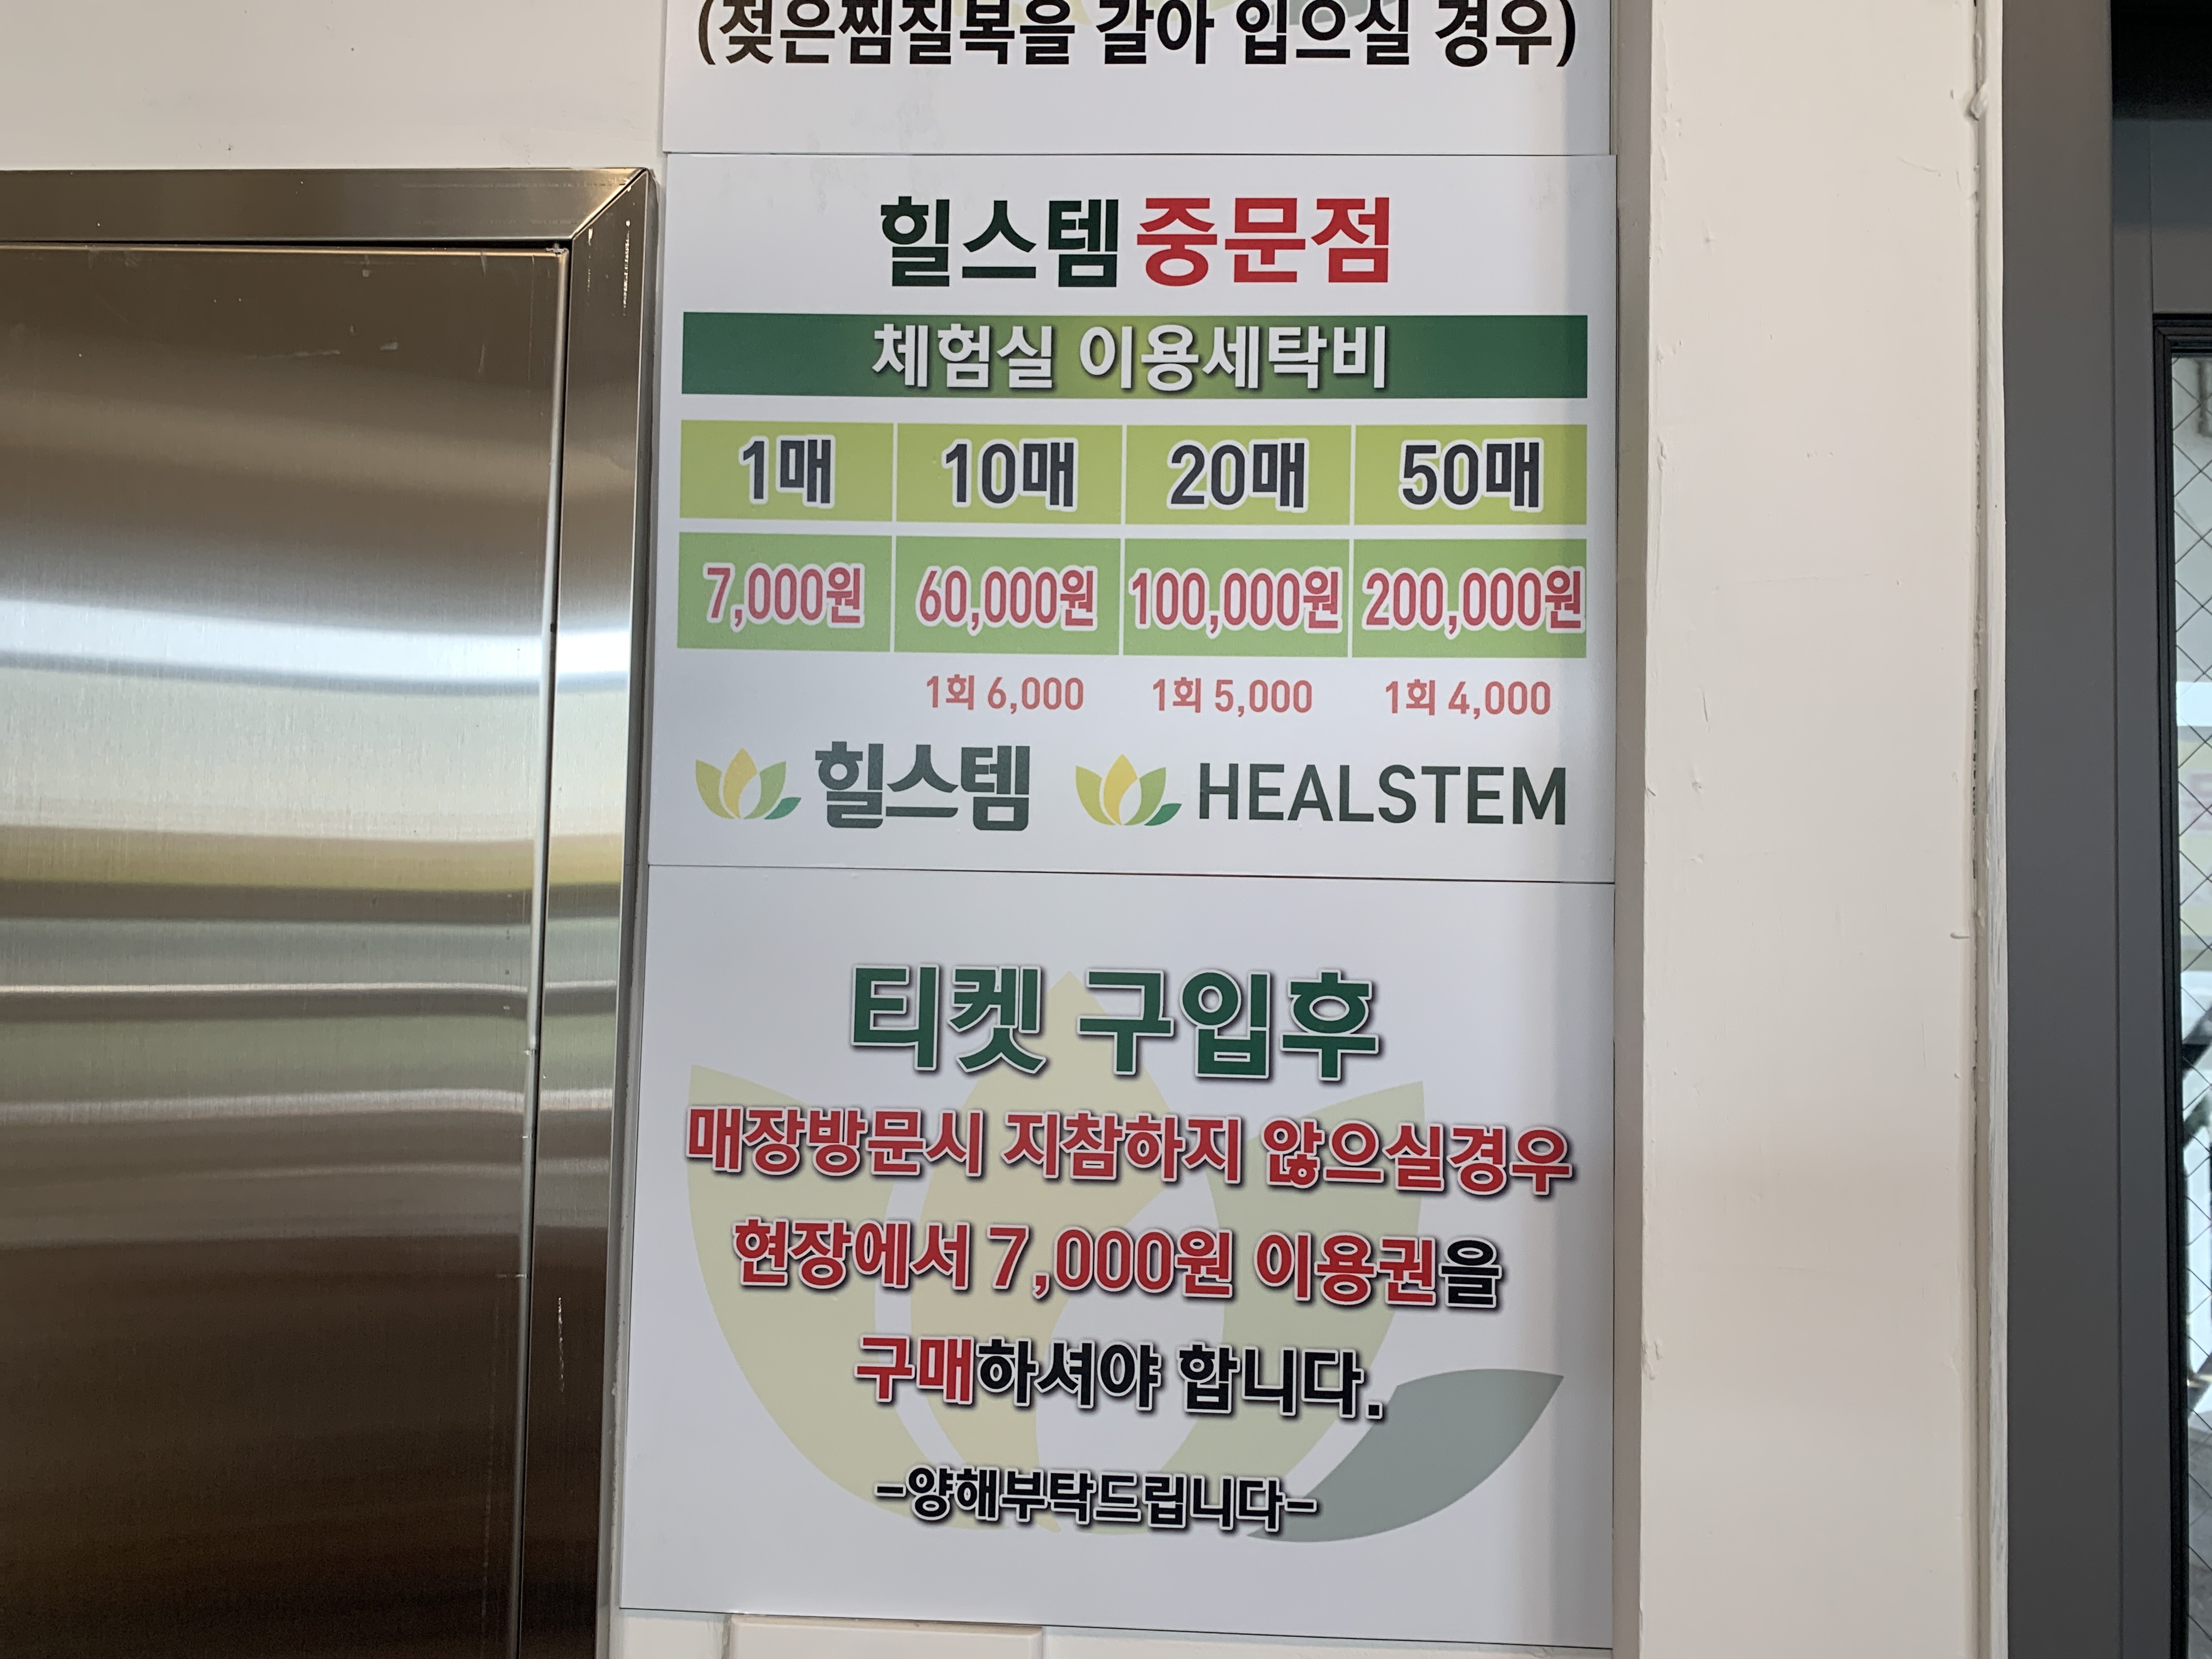 (젖은찜질복을 갈아 입으실 경우)
힐스템 중문점
체험실 이용세탁비
1매 10매 20매 50매
7,000원 60,000원 100,000원 200,000원
1회 6,000 1회 5,000 1회 4,000
힐스템 HEALSTEM
티켓 구입후
매장방문시 지참하지 않으실경우
현장에서 7,000원 이용권을
구매하셔야 합니다.
-양해부탁드립니다-